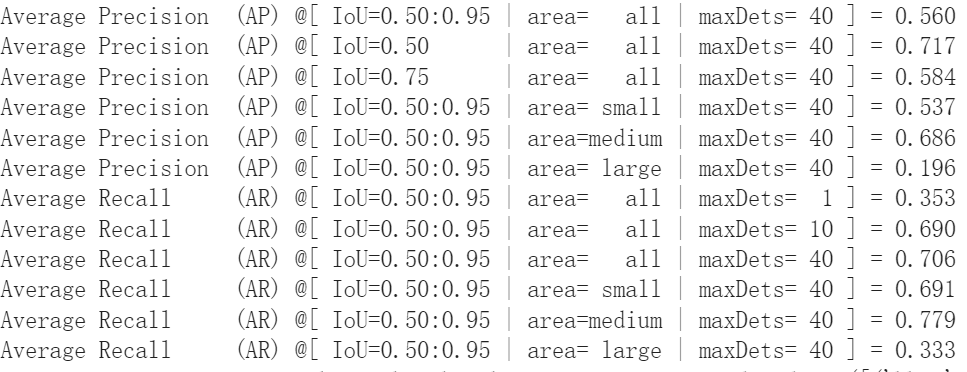 Average Precision  (AP) @[ IoU=0.50:0.95 | area=   all | maxDets= 40 ] = 0.560
Average Precision  (AP) @[ IoU=0.50      | area=   all | maxDets= 40 ] = 0.717
Average Precision  (AP) @[ IoU=0.75      | area=   all | maxDets= 40 ] = 0.584
Average Precision  (AP) @[ IoU=0.50:0.95 | area= small | maxDets= 40 ] = 0.537
Average Precision  (AP) @[ IoU=0.50:0.95 | area=medium | maxDets= 40 ] = 0.686
Average Precision  (AP) @[ IoU=0.50:0.95 | area= large | maxDets= 40 ] = 0.196
Average Recall     (AR) @[ IoU=0.50:0.95 | area=   all | maxDets=  1 ] = 0.353
Average Recall     (AR) @[ IoU=0.50:0.95 | area=   all | maxDets= 10 ] = 0.690
Average Recall     (AR) @[ IoU=0.50:0.95 | area=   all | maxDets= 40 ] = 0.706
Average Recall     (AR) @[ IoU=0.50:0.95 | area= small | maxDets= 40 ] = 0.691
Average Recall     (AR) @[ IoU=0.50:0.95 | area=medium | maxDets= 40 ] = 0.779
Average Recall     (AR) @[ IoU=0.50:0.95 | area= large | maxDets= 40 ] = 0.333